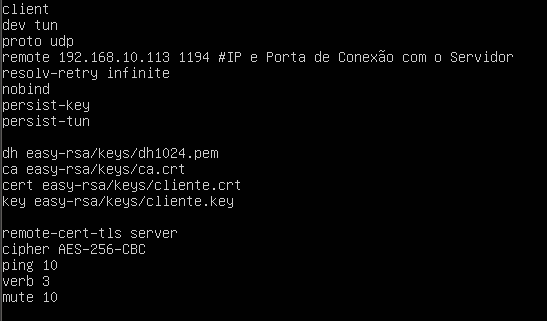 client
dev tun
proto udp
remote 192.168.10.113 1194 #IP e Porta de Conexão com o Servidor
resolv-retry infinite
nobind
persist-key
persist-tun
dh easy-rsa/keys/dh1024.pem
ca easy-rsa/keys/ca.crt
cert easy-rsa/keys/cliente.crt
key easy-rsa/keys/cliente.key
remote-cert-tls server
cipher AES-256-CBC
ping 10
verb 3
mute 10